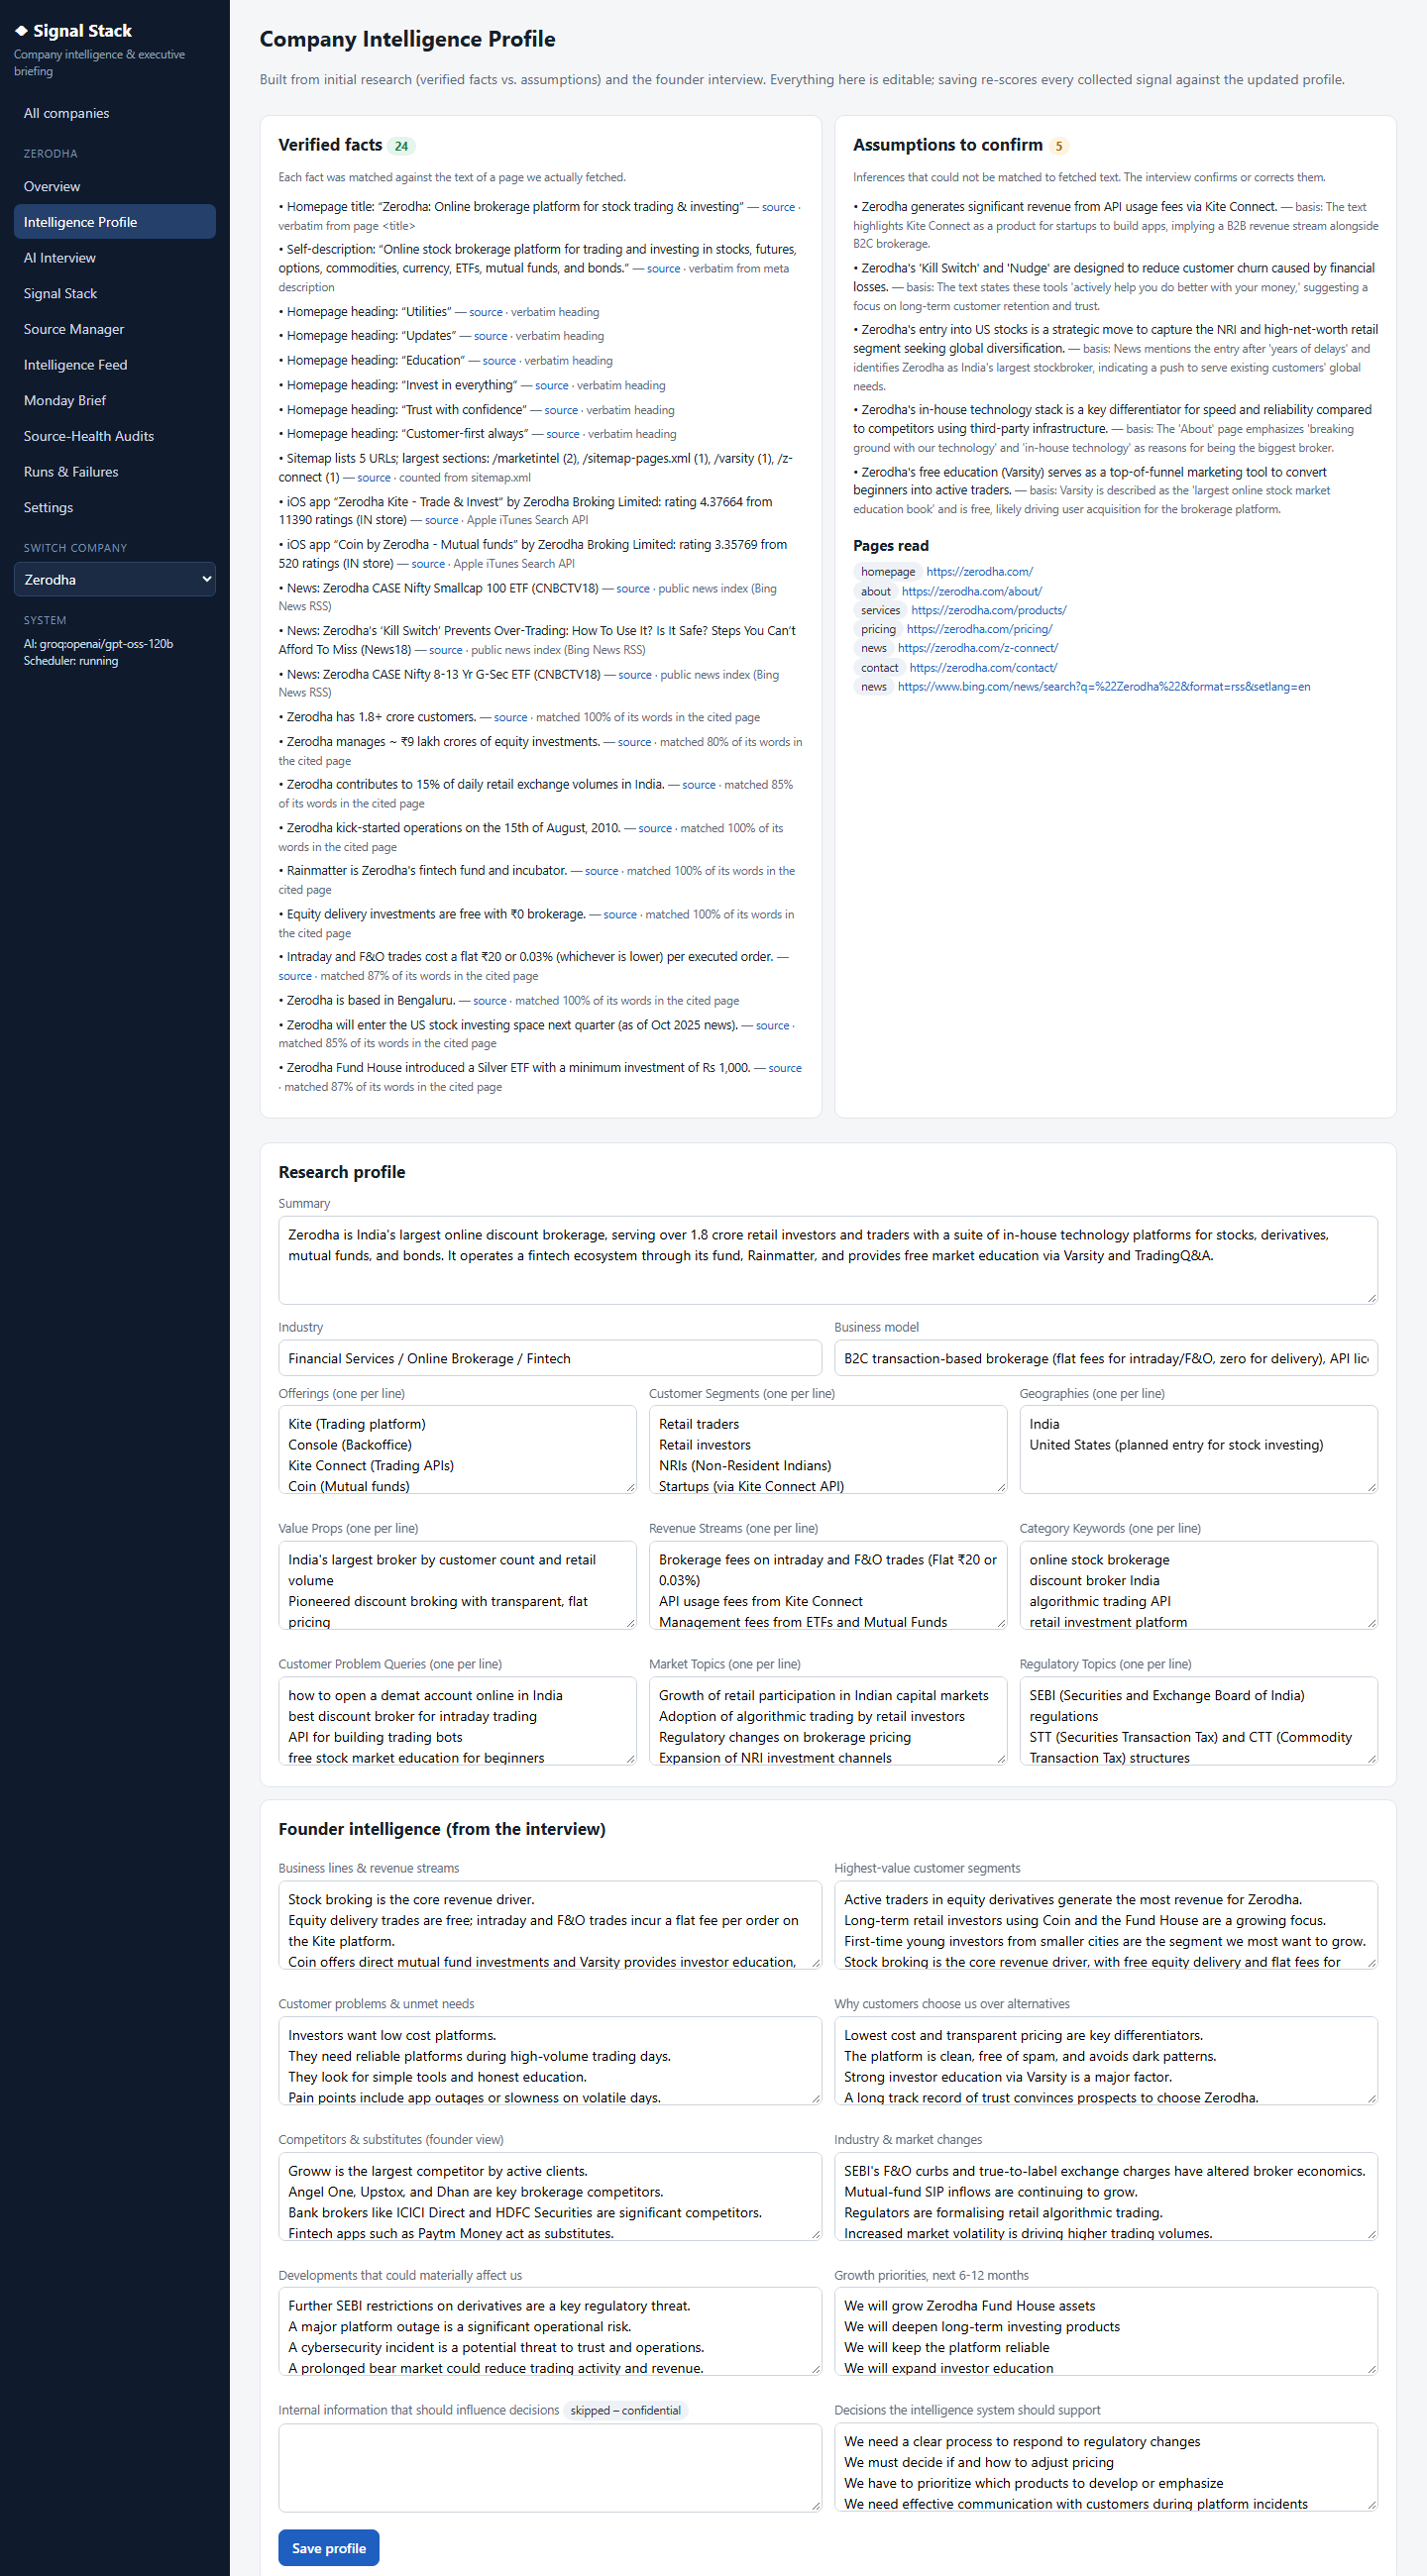 Signal Stack
Company intelligence & executive
briefing
All companies
ZERODHA
Overview
Intelligence Profile
AI Interview
Signal Stack
Source Manager
Intelligence Feed
Monday Brief
Source-Health Audits
Runs & Failures
Settings
SWITCH COMPANY
Zerodha
SYSTEM
AI: groq:openai/gpt-oss-120b
Scheduler: running
Company Intelligence Profile
Built from initial research (verified facts vs. assumptions) and the founder interview. Everything here is editable; saving re-scores every collected signal against the updated profile.
Verified facts 24
Each fact was matched against the text of a page we actually fetched.
• Homepage title: “Zerodha: Online brokerage platform for stock trading & investing” — source ·
verbatim from page <title>
• Self-description: “Online stock brokerage platform for trading and investing in stocks, futures,
options, commodities, currency, ETFs, mutual funds, and bonds.” — source · verbatim from meta
description
• Homepage heading: “Utilities” — source · verbatim heading
• Homepage heading: “Updates” — source · verbatim heading
• Homepage heading: “Education” — source · verbatim heading
• Homepage heading: “Invest in everything” — source · verbatim heading
• Homepage heading: “Trust with confidence” — source · verbatim heading
• Homepage heading: “Customer-first always” — source · verbatim heading
• Sitemap lists 5 URLs; largest sections: /marketintel (2), /sitemap-pages.xml (1), /varsity (1), /z-
connect (1) — source · counted from sitemap.xml
• iOS app “Zerodha Kite - Trade & Invest” by Zerodha Broking Limited: rating 4.37664 from
11390 ratings (IN store) — source · Apple iTunes Search API
• iOS app “Coin by Zerodha - Mutual funds” by Zerodha Broking Limited: rating 3.35769 from
520 ratings (IN store) — source · Apple iTunes Search API
• News: Zerodha CASE Nifty Smallcap 100 ETF (CNBCTV18) — source · public news index (Bing
News RSS)
• News: Zerodha's ‘Kill Switch’ Prevents Over-Trading: How To Use It? Is It Safe? Steps You Can't
Afford To Miss (News18) — source · public news index (Bing News RSS)
• News: Zerodha CASE Nifty 8-13 Yr G-Sec ETF (CNBCTV18) — source · public news index (Bing
News RSS)
• Zerodha has 1.8+ crore customers. — source · matched 100% of its words in the cited page
• Zerodha manages ~ ₹9 lakh crores of equity investments. — source · matched 80% of its words in
the cited page
• Zerodha contributes to 15% of daily retail exchange volumes in India. — source · matched 85%
of its words in the cited page
• Zerodha kick-started operations on the 15th of August, 2010. — source · matched 100% of its
words in the cited page
• Rainmatter is Zerodha's fintech fund and incubator. — source · matched 100% of its words in the
cited page
• Equity delivery investments are free with ₹0 brokerage. — source · matched 100% of its words in
the cited page
• Intraday and F&O trades cost a flat ₹20 or 0.03% (whichever is lower) per executed order. —
source · matched 87% of its words in the cited page
• Zerodha is based in Bengaluru. — source · matched 100% of its words in the cited page
• Zerodha will enter the US stock investing space next quarter (as of Oct 2025 news). — source ·
matched 85% of its words in the cited page
• Zerodha Fund House introduced a Silver ETF with a minimum investment of Rs 1,000. — source
· matched 87% of its words in the cited page
Assumptions to confirm 5
Inferences that could not be matched to fetched text. The interview confirms or corrects them.
• Zerodha generates significant revenue from API usage fees via Kite Connect. — basis: The text
highlights Kite Connect as a product for startups to build apps, implying a B2B revenue stream alongside
B2C brokerage.
• Zerodha's 'Kill Switch' and 'Nudge' are designed to reduce customer churn caused by financial
losses. — basis: The text states these tools 'actively help you do better with your money,' suggesting a
focus on long-term customer retention and trust.
• Zerodha's entry into US stocks is a strategic move to capture the NRI and high-net-worth retail
segment seeking global diversification. — basis: News mentions the entry after 'years of delays' and
identifies Zerodha as India's largest stockbroker, indicating a push to serve existing customers' global
needs.
• Zerodha's in-house technology stack is a key differentiator for speed and reliability compared
to competitors using third-party infrastructure. — basis: The 'About' page emphasizes 'breaking
ground with our technology' and 'in-house technology' as reasons for being the biggest broker.
• Zerodha's free education (Varsity) serves as a top-of-funnel marketing tool to convert
beginners into active traders. — basis: Varsity is described as the 'largest online stock market
education book' and is free, likely driving user acquisition for the brokerage platform.
Pages read
homepage https://zerodha.com/
about https://zerodha.com/about/
services https://zerodha.com/products/
pricing https://zerodha.com/pricing/
news https://zerodha.com/z-connect/
contact https://zerodha.com/contact/
news https://www.bing.com/news/search?q=%22Zerodha%22&format=rss&setlang=en
Research profile
Summary
Zerodha is India's largest online discount brokerage, serving over 1.8 crore retail investors and traders with a suite of in-house technology platforms for stocks, derivatives,
mutual funds, and bonds. It operates a fintech ecosystem through its fund, Rainmatter, and provides free market education via Varsity and TradingQ&A.
Industry
Financial Services / Online Brokerage / Fintech
Business model
B2C transaction-based brokerage (flat fees for intraday/F&O, zero for delivery), API lic
Offerings (one per line)
Kite (Trading platform)
Console (Backoffice)
Kite Connect (Trading APIs)
Coin (Mutual funds)
Customer Segments (one per line)
Retail traders
Retail investors
NRIs (Non-Resident Indians)
Startups (via Kite Connect API)
Geographies (one per line)
India
United States (planned entry for stock investing)
Value Props (one per line)
India's largest broker by customer count and retail
volume
Pioneered discount broking with transparent, flat
pricing
Revenue Streams (one per line)
Brokerage fees on intraday and F&O trades (Flat ₹20 or
0.03%)
API usage fees from Kite Connect
Management fees from ETFs and Mutual Funds
Category Keywords (one per line)
online stock brokerage
discount broker India
algorithmic trading API
retail investment platform
Customer Problem Queries (one per line)
how to open a demat account online in India
best discount broker for intraday trading
API for building trading bots
free stock market education for beginners
Market Topics (one per line)
Growth of retail participation in Indian capital markets
Adoption of algorithmic trading by retail investors
Regulatory changes on brokerage pricing
Expansion of NRI investment channels
Regulatory Topics (one per line)
SEBI (Securities and Exchange Board of India)
regulations
STT (Securities Transaction Tax) and CTT (Commodity
Transaction Tax) structures
Founder intelligence (from the interview)
Business lines & revenue streams
Stock broking is the core revenue driver.
Equity delivery trades are free; intraday and F&O trades incur a flat fee per order on
the Kite platform.
Coin offers direct mutual fund investments and Varsity provides investor education,
Highest-value customer segments
Active traders in equity derivatives generate the most revenue for Zerodha.
Long-term retail investors using Coin and the Fund House are a growing focus.
First-time young investors from smaller cities are the segment we most want to grow.
Stock broking is the core revenue driver, with free equity delivery and flat fees for
Customer problems & unmet needs
Investors want low cost platforms.
They need reliable platforms during high-volume trading days.
They look for simple tools and honest education.
Pain points include app outages or slowness on volatile days.
Why customers choose us over alternatives
Lowest cost and transparent pricing are key differentiators.
The platform is clean, free of spam, and avoids dark patterns.
Strong investor education via Varsity is a major factor.
A long track record of trust convinces prospects to choose Zerodha.
Competitors & substitutes (founder view)
Groww is the largest competitor by active clients.
Angel One, Upstox, and Dhan are key brokerage competitors.
Bank brokers like ICICI Direct and HDFC Securities are significant competitors.
Fintech apps such as Paytm Money act as substitutes.
Industry & market changes
SEBI's F&O curbs and true-to-label exchange charges have altered broker economics.
Mutual-fund SIP inflows are continuing to grow.
Regulators are formalising retail algorithmic trading.
Increased market volatility is driving higher trading volumes.
Developments that could materially affect us
Further SEBI restrictions on derivatives are a key regulatory threat.
A major platform outage is a significant operational risk.
A cybersecurity incident is a potential threat to trust and operations.
A prolonged bear market could reduce trading activity and revenue.
Growth priorities, next 6-12 months
We will grow Zerodha Fund House assets
We will deepen long-term investing products
We will keep the platform reliable
We will expand investor education
Internal information that should influence decisions skipped – confidential
Decisions the intelligence system should support
We need a clear process to respond to regulatory changes
We must decide if and how to adjust pricing
We have to prioritize which products to develop or emphasize
We need effective communication with customers during platform incidents
Save profile